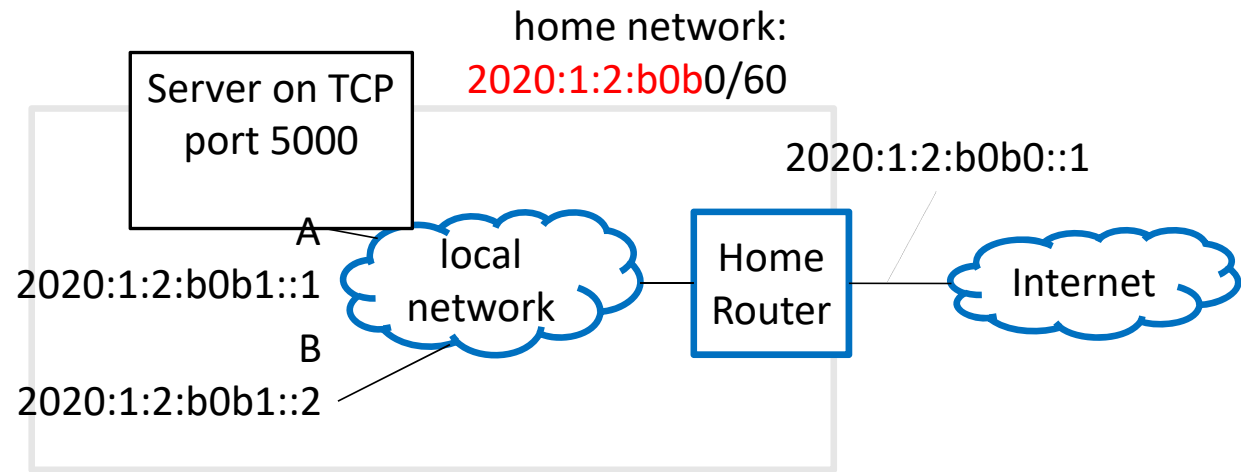 home network:
2020:1:2:b0b0/60
Server on TCP
port 5000
2020:1:2:b0b0::1
A
2020:1:2:b0b1::1
local
network
Home
Router
Internet
B
2020:1:2:b0b1::2